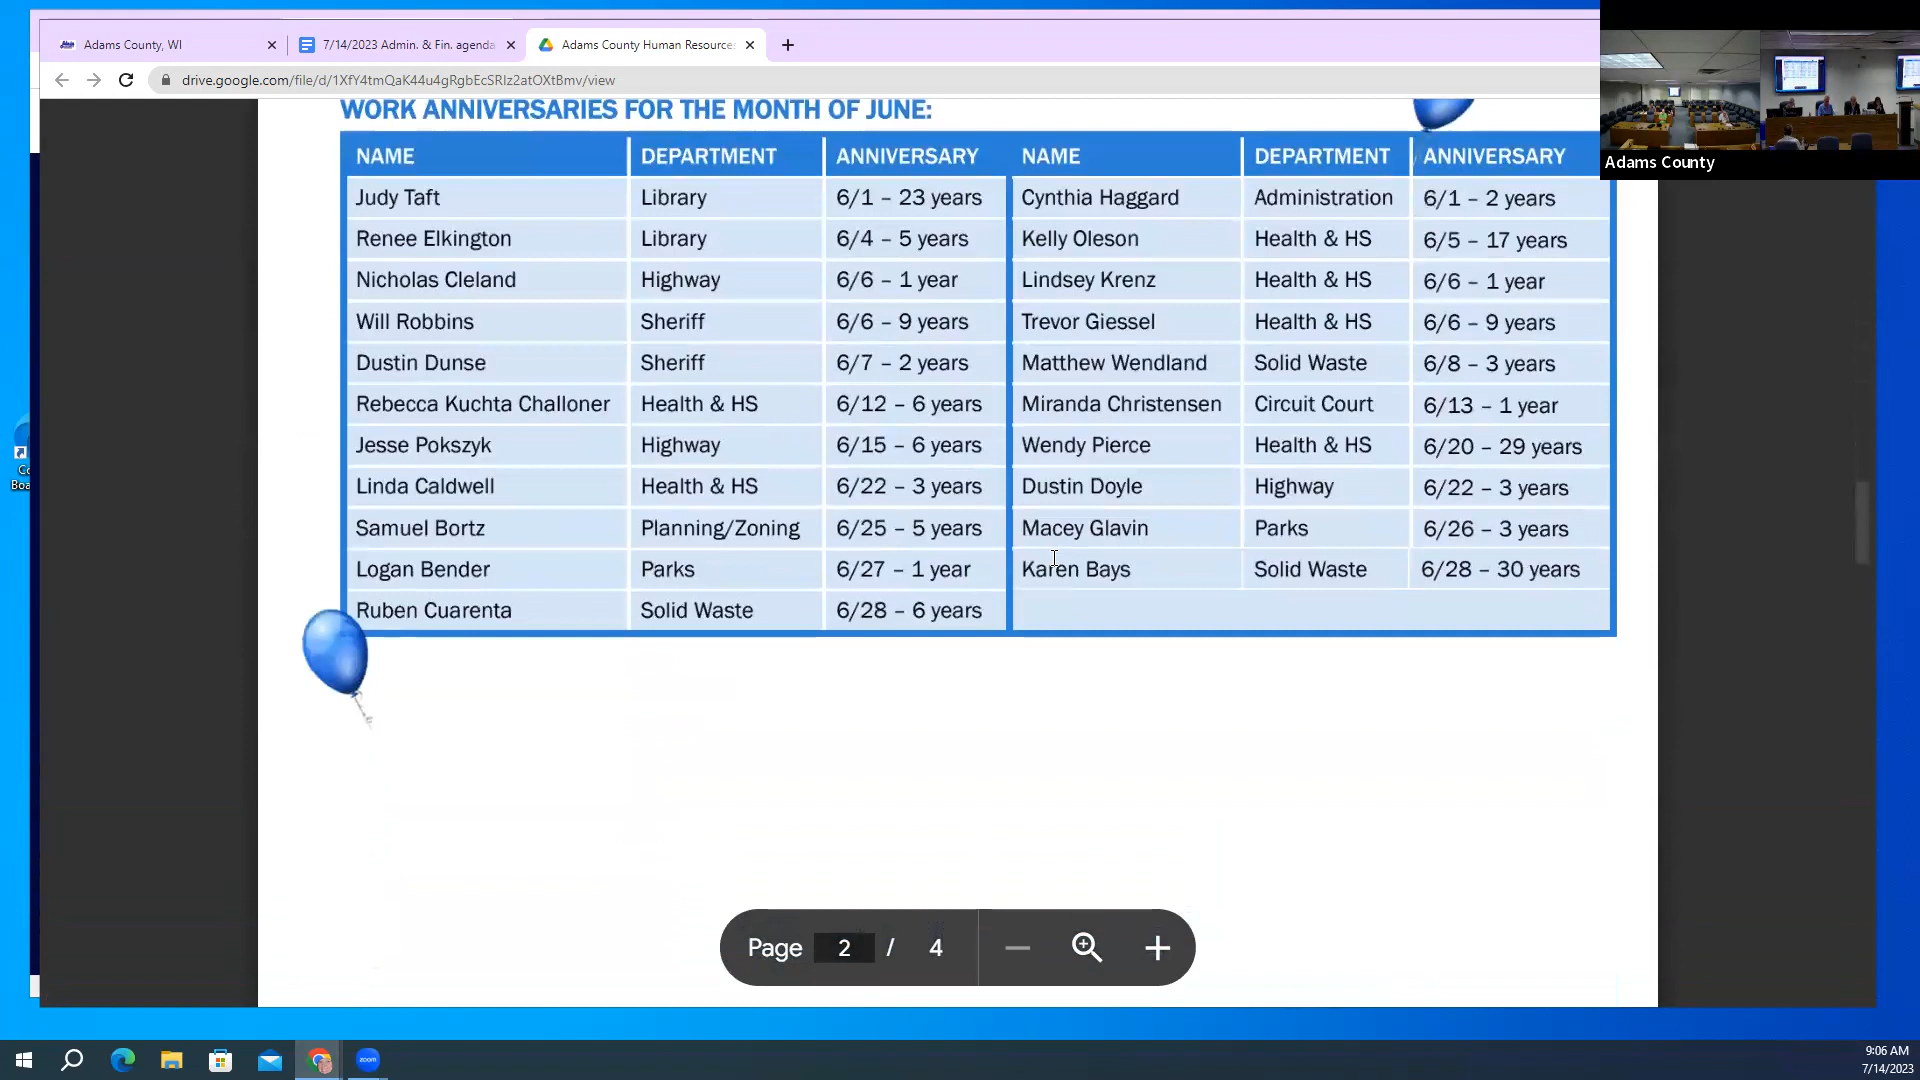 Adams County, WI
7/14/2023 Admin. & Fin. agenda
Adams County Human Resource
drive.google.com/file/d/1XfY4tmQaK44u4gRgbEcSRlz2atOXtBmv/view
Adams County
WORK ANNIVERSARIES FOR THE MONTH OF JUNE:
NAME DEPARTMENT ANNIVERSARY NAME DEPARTMENT ANNIVERSARY
Judy Taft Library 6/1 – 23 years Cynthia Haggard Administration 6/1 – 2 years
Renee Elkington Library 6/4 – 5 years Kelly Oleson Health & HS 6/5 – 17 years
Nicholas Cleland Highway 6/6 – 1 year Lindsey Krenz Health & HS 6/6 – 1 year
Will Robbins Sheriff 6/6 – 9 years Trevor Giessel Health & HS 6/6 – 9 years
Dustin Dunse Sheriff 6/7 – 2 years Matthew Wendland Solid Waste 6/8 – 3 years
Rebecca Kuchta Challoner Health & HS 6/12 – 6 years Miranda Christensen Circuit Court 6/13 – 1 year
Jesse Pokszyk Highway 6/15 – 6 years Wendy Pierce Health & HS 6/20 – 29 years
Linda Caldwell Health & HS 6/22 – 3 years Dustin Doyle Highway 6/22 – 3 years
Samuel Bortz Planning/Zoning 6/25 – 5 years Macey Glavin Parks 6/26 – 3 years
Logan Bender Parks 6/27 – 1 year Karen Bays Solid Waste 6/28 – 30 years
Ruben Cuarenta Solid Waste 6/28 – 6 years
Co
Boa
Page 2 / 4
zoom
9:06 AM
7/14/2023